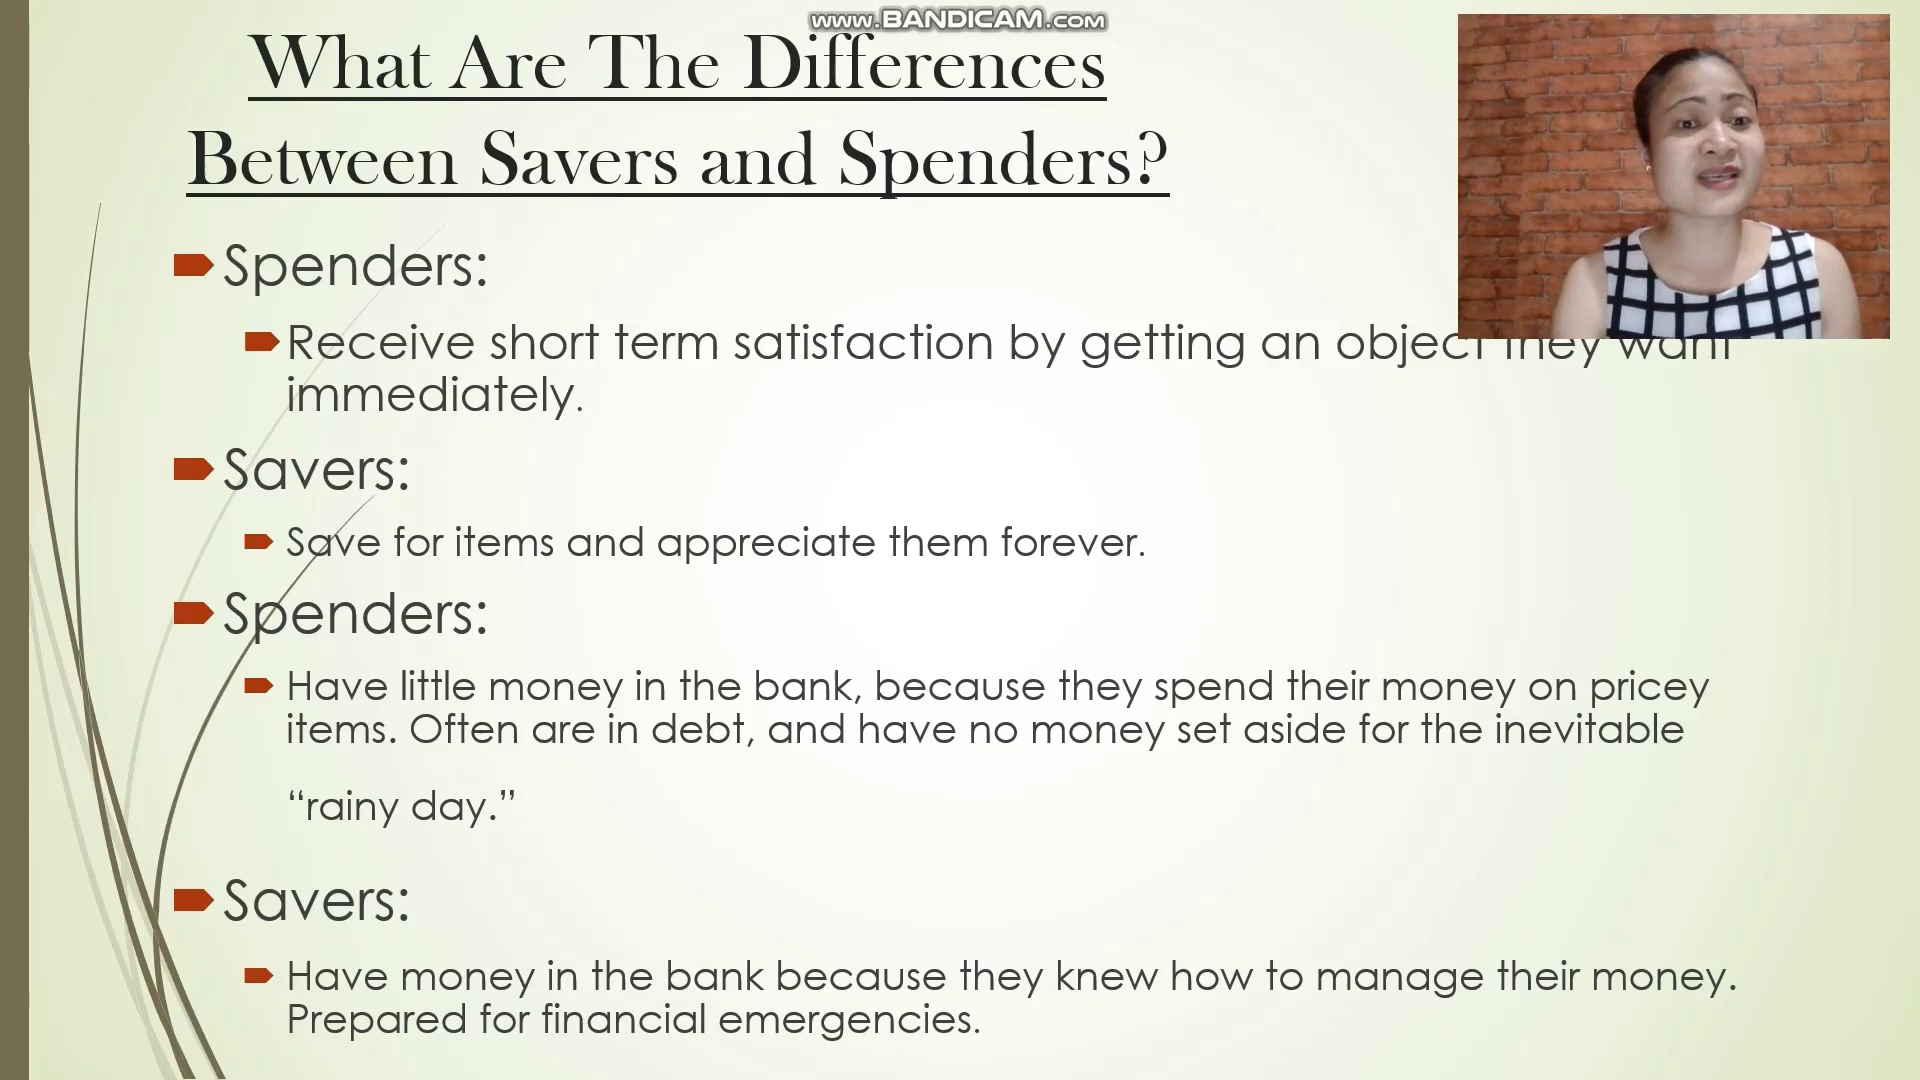 www.BANDICAM.com
What Are The Differences
Between Savers and Spenders?
Spenders:
Receive short term satisfaction by getting an object they want
immediately.
Savers:
Save for items and appreciate them forever.
Spenders:
Have little money in the bank, because they spend their money on pricey
items. Often are in debt, and have no money set aside for the inevitable
“rainy day.”
Savers:
Have money in the bank because they knew how to manage their money.
Prepared for financial emergencies.